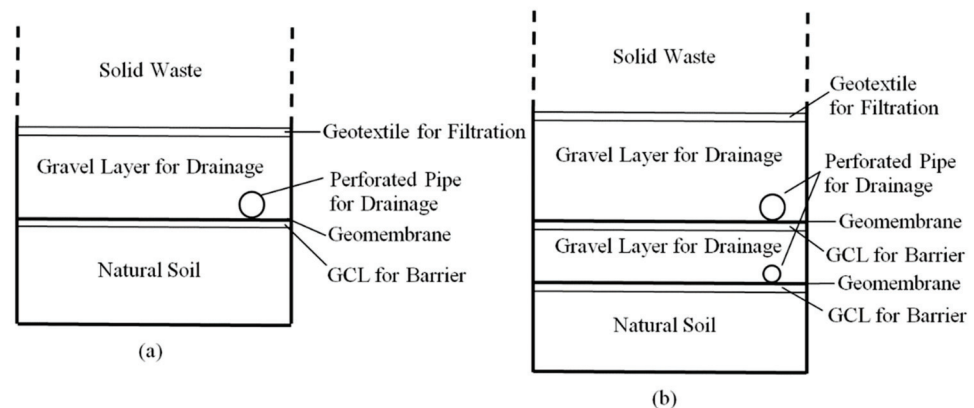 Solid Waste
Geotextile for Filtration
Gravel Layer for Drainage
Perforated Pipe
for Drainage
Geomembrane
GCL for Barrier
Natural Soil
(a)
Solid Waste
Geotextile
for Filtration
Gravel Layer for Drainage
Perforated Pipe
for Drainage
Geomembrane
Gravel Layer for Drainage
GCL for Barrier
Geomembrane
GCL for Barrier
Natural Soil
(b)